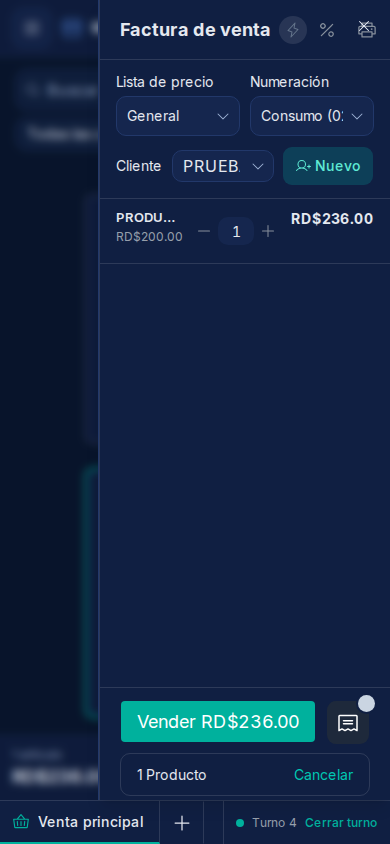 Factura de venta
Lista de precio
Numeración
General
Consumo (02
Cliente
PRUEB
Nuevo
PRODU...
RD$200.00
1
RD$236.00
Vender RD$236.00
1 Producto
Cancelar
Venta principal
Turno 4
Cerrar turno